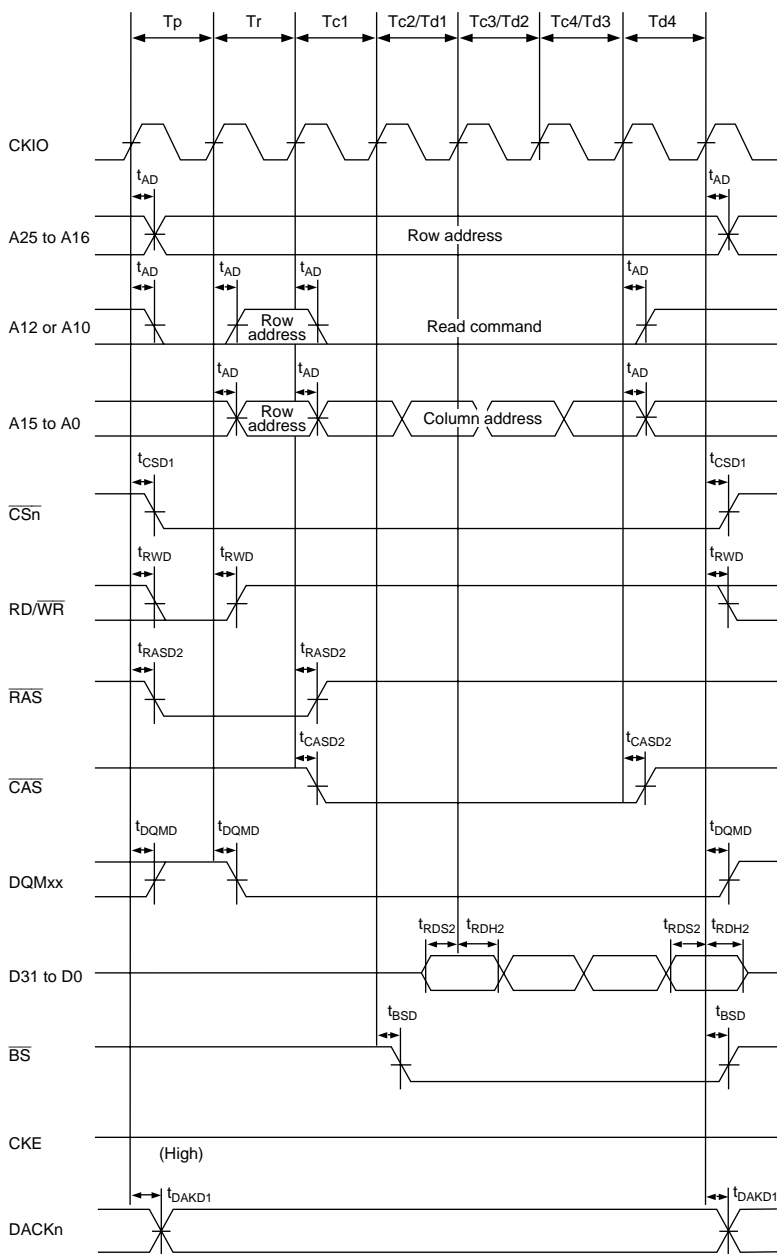 Tp Tr Tc1 Tc2/Td1 Tc3/Td2 Tc4/Td3 Td4
CKIO
tAD tAD
A25 to A16 Row address
tAD tAD tAD tAD
A12 or A10 Row address Read command
tAD tAD tAD
A15 to A0 Row address Column address
tCSD1 tCSD1
CSn
tRWD tRWD tRWD
RD/WR
tRASD2 tRASD2
RAS
tCASD2 tCASD2
CAS
tDQMD tDQMD tDQMD
DQMxx
tRDS2 tRDH2 tRDS2 tRDH2
D31 to D0
tBSD tBSD
BS
CKE
(High)
tDAKD1 tDAKD1
DACKn